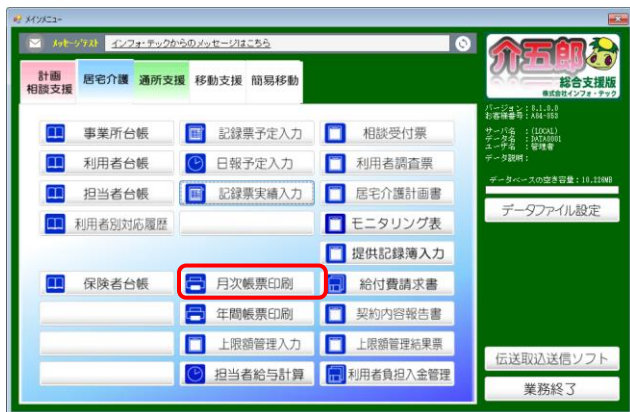 メインメニュー
メッセージテスト インフォ・テックからのメッセージはこちら
計画
相談支援
居宅介護
通所支援
移動支援
簡易移動
介五郎
総合支援版
株式会社インフォ・テック
バージョン:8.1.0.0
お客様番号:A84-053
サーバ名 :(LOCAL)
データ名 :DATA0001
ユーザ名 :管理者
データ説明:
データベースの空き容量:10,220MB
データファイル設定
事業所台帳
記録票予定入力
相談受付票
利用者台帳
日報予定入力
利用者調査票
担当者台帳
記録票実績入力
居宅介護計画書
利用者別対応履歴
モニタリング表
提供記録簿入力
保険者台帳
月次帳票印刷
給付費請求書
年間帳票印刷
契約内容報告書
上限額管理入力
上限額管理結果票
担当者給与計算
利用者負担入金管理
伝送取込送信ソフト
業務終了